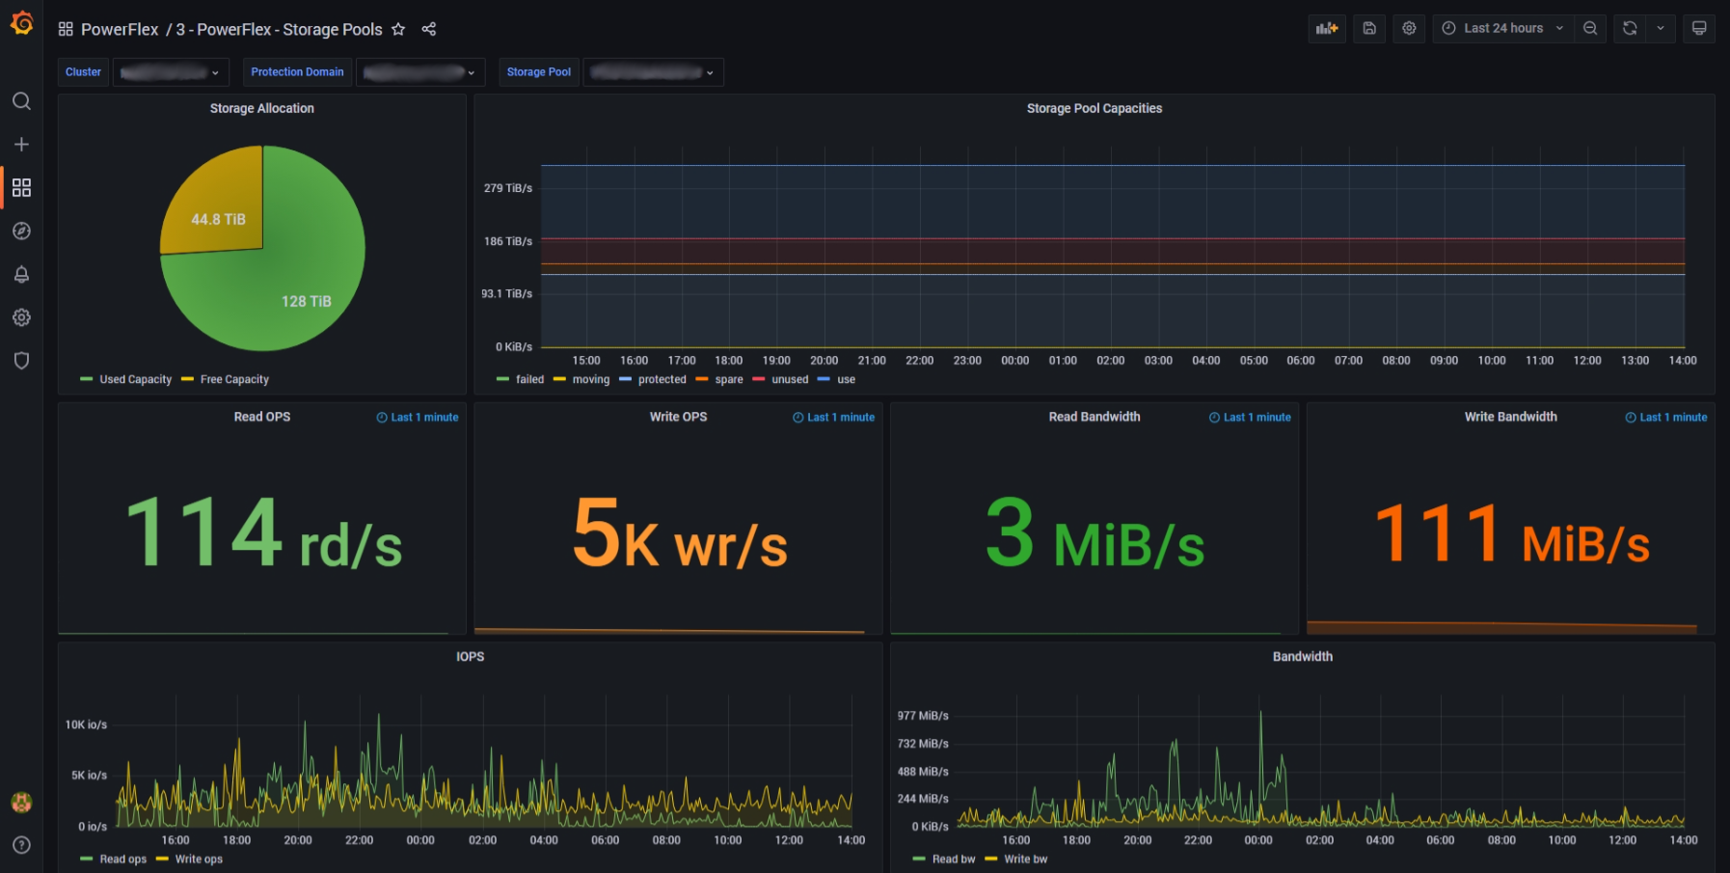 PowerFlex / 3 - PowerFlex - Storage Pools
Last 24 hours
Cluster
Protection Domain
Storage Pool
Storage Allocation
44.8 TiB
128 TiB
Used Capacity Free Capacity
Storage Pool Capacities
279 TiB/s
186 TiB/s
93.1 TiB/s
0 KiB/s
15:00 16:00 17:00 18:00 19:00 20:00 21:00 22:00 23:00 00:00 01:00 02:00 03:00 04:00 05:00 06:00 07:00 08:00 09:00 10:00 11:00 12:00 13:00 14:00
failed moving protected spare unused use
Read OPS
Last 1 minute
114 rd/s
Write OPS
Last 1 minute
5K wr/s
Read Bandwidth
Last 1 minute
3 MiB/s
Write Bandwidth
Last 1 minute
111 MiB/s
IOPS
10K io/s
5K io/s
0 io/s
16:00 18:00 20:00 22:00 00:00 02:00 04:00 06:00 08:00 10:00 12:00 14:00
Read ops Write ops
Bandwidth
977 MiB/s
732 MiB/s
488 MiB/s
244 MiB/s
0 KiB/s
16:00 18:00 20:00 22:00 00:00 02:00 04:00 06:00 08:00 10:00 12:00 14:00
Read bw Write bw